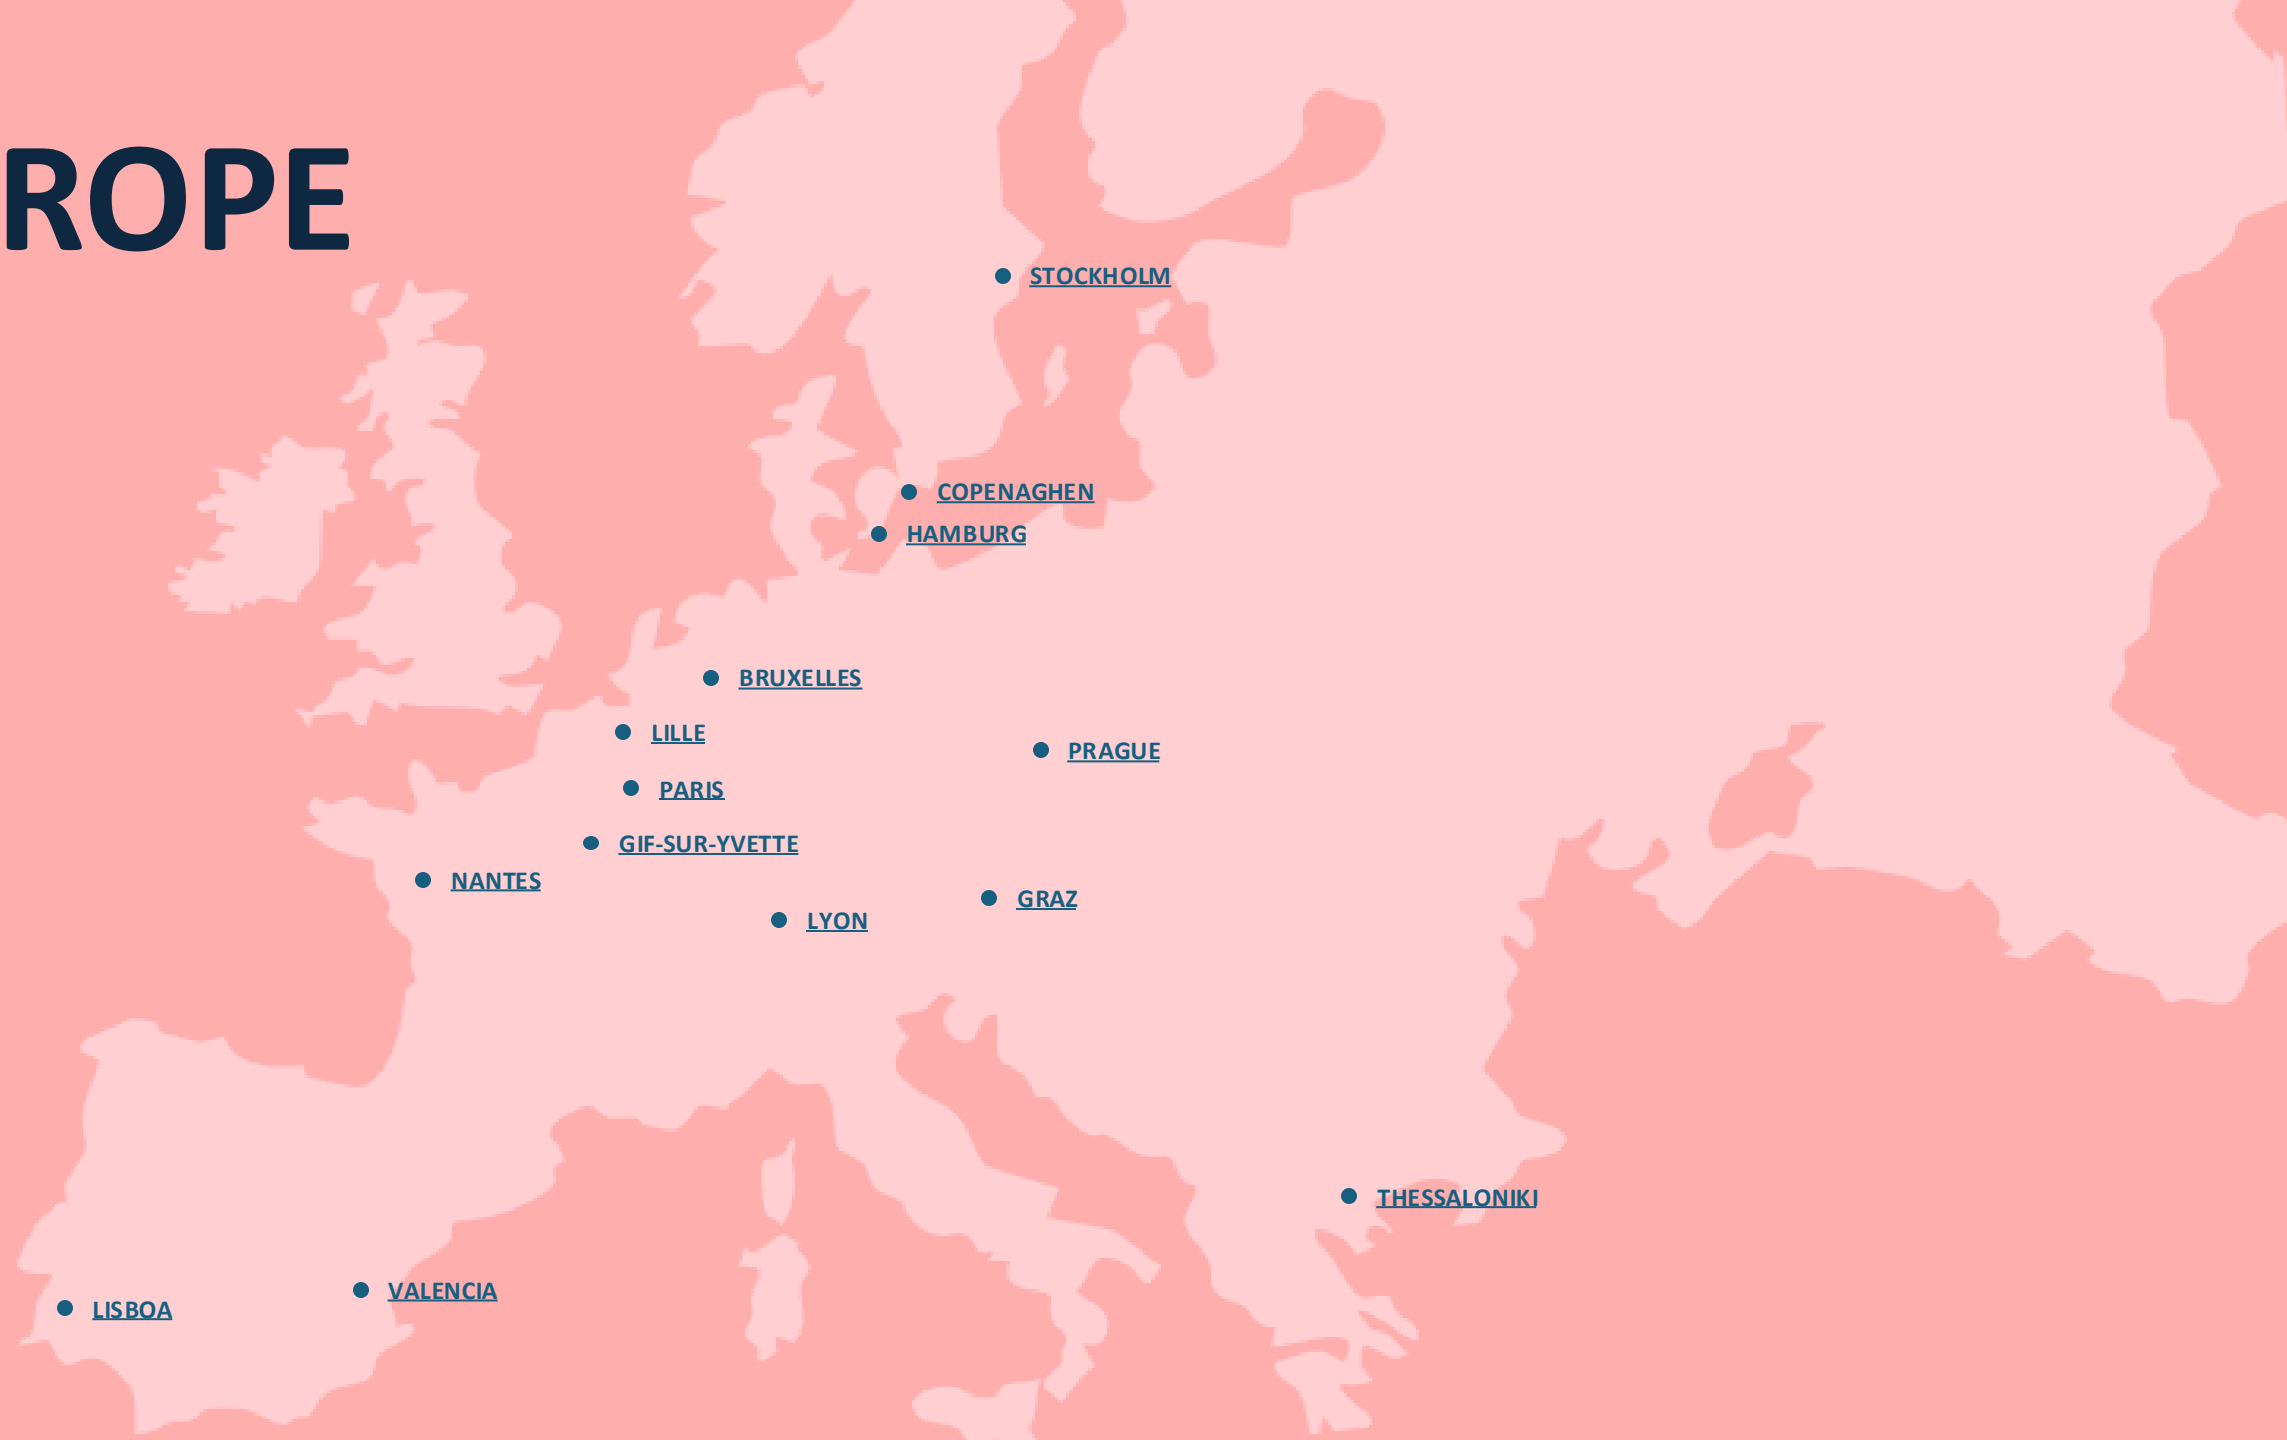 ROPE
STOCKHOLM
COPENAGHEN
HAMBURG
BRUXELLES
LILLE
PRAGUE
PARIS
GIF-SUR-YVETTE
NANTES
GRAZ
LYON
THESSALONIKI
VALENCIA
LISBOA